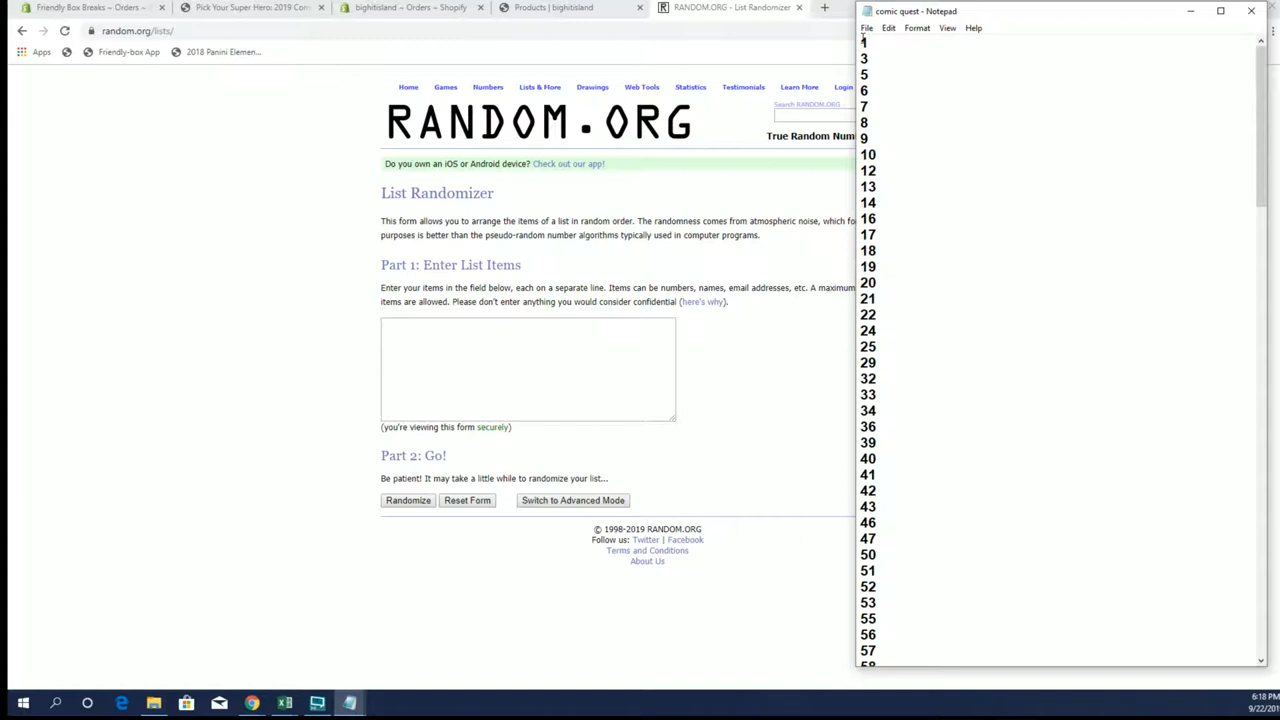 Friendly Box Breaks ~ Orders ~
Pick Your Super Hero: 2019 Com
bighitisland ~ Orders ~ Shopify
Products | bighitisland
RANDOM.ORG - List Randomizer
random.org/lists/
Apps
Friendly-box App
2018 Panini Elemen...
Home
Games
Numbers
Lists & More
Drawings
Web Tools
Statistics
Testimonials
Learn More
Login
RANDOM.ORG
Search RANDOM.ORG
True Random Num
Do you own an iOS or Android device? Check out our app!
List Randomizer
This form allows you to arrange the items of a list in random order. The randomness comes from atmospheric noise, which fo
purposes is better than the pseudo-random number algorithms typically used in computer programs.
Part 1: Enter List Items
Enter your items in the field below, each on a separate line. Items can be numbers, names, email addresses, etc. A maximum
items are allowed. Please don't enter anything you would consider confidential (here's why).
(you're viewing this form securely)
Part 2: Go!
Be patient! It may take a little while to randomize your list...
Randomize
Reset Form
Switch to Advanced Mode
© 1998-2019 RANDOM.ORG
Follow us: Twitter | Facebook
Terms and Conditions
About Us
comic quest - Notepad
File
Edit
Format
View
Help
1
3
5
6
7
8
9
10
12
13
14
16
17
18
19
20
21
22
24
25
29
32
33
34
36
39
40
41
42
43
46
47
50
51
52
53
55
56
57
58
6:18 PM
9/22/201